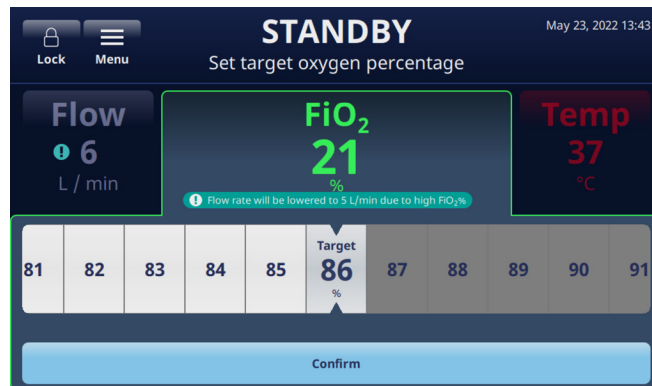 STANDBY
May 23, 2022 13:43
Lock Menu
Set target oxygen percentage
Flow
6
L / min
FiO₂
21
%
Flow rate will be lowered to 5 L/min due to high FiO₂%
Temp
37
°C
Target
81 82 83 84 85 86 87 88 89 90 91
%
Confirm